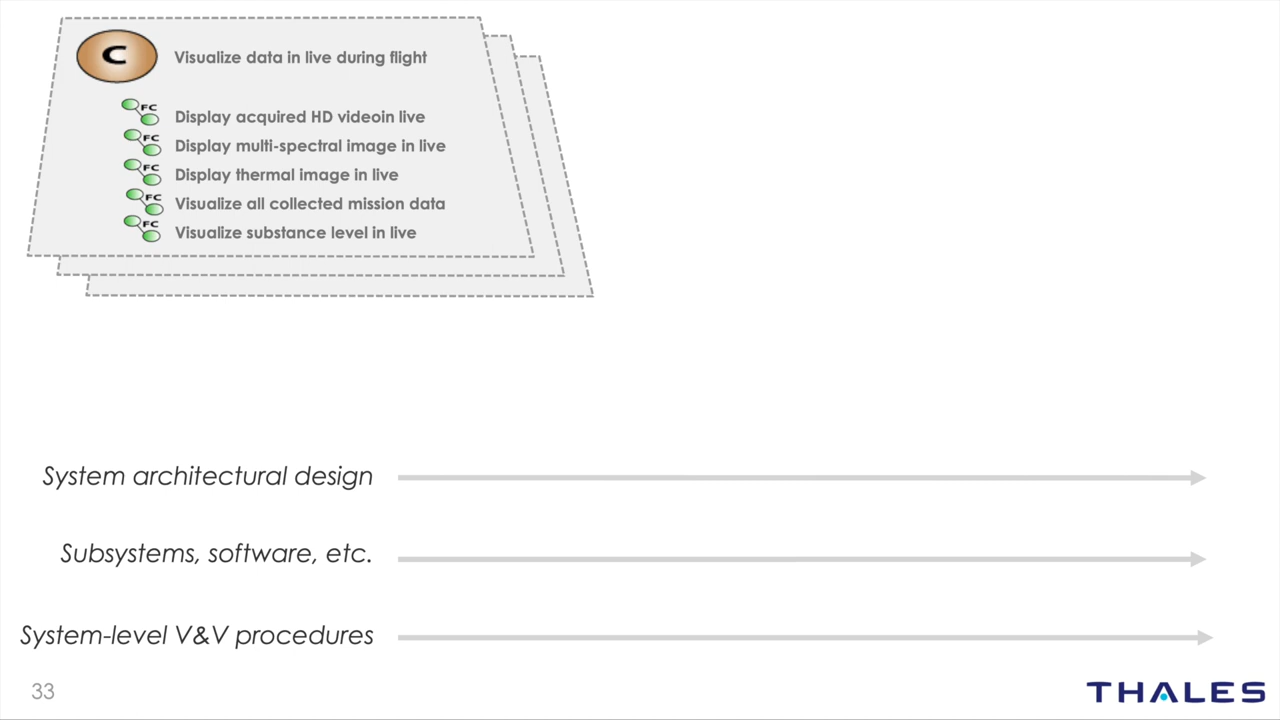 C
Visualize data in live during flight
FC
Display acquired HD videoin live
FC
Display multi-spectral image in live
FC
Display thermal image in live
FC
Visualize all collected mission data
FC
Visualize substance level in live
System architectural design
Subsystems, software, etc.
System-level V&V procedures
33
THALES